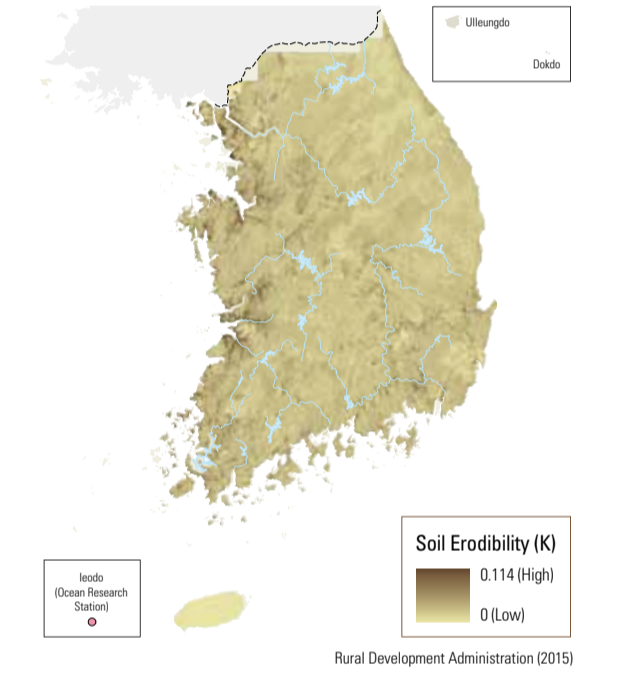 Ulleungdo
Dokdo
Soil Erodibility (K)
0.114 (High)
0 (Low)
Ieodo
(Ocean Research
Station)
Rural Development Administration (2015)